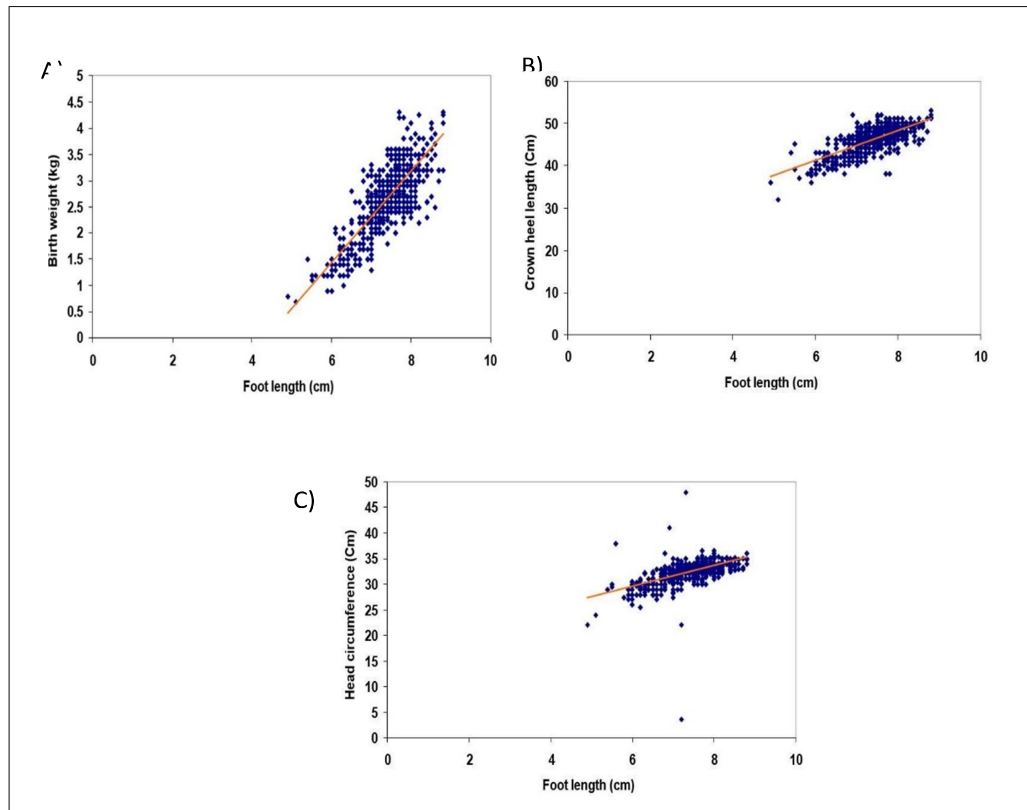 A)
5
4.5
4
3.5
3
2.5
2
1.5
1
0.5
0
Birth weight (kg)
0 2 4 6 8 10
Foot length (cm)
B)
60
50
40
30
20
10
0
Crown heel length (Cm)
0 2 4 6 8 10
Foot length (cm)
C)
50
45
40
35
30
25
20
15
10
5
0
Head circumference (Cm)
0 2 4 6 8 10
Foot length (cm)